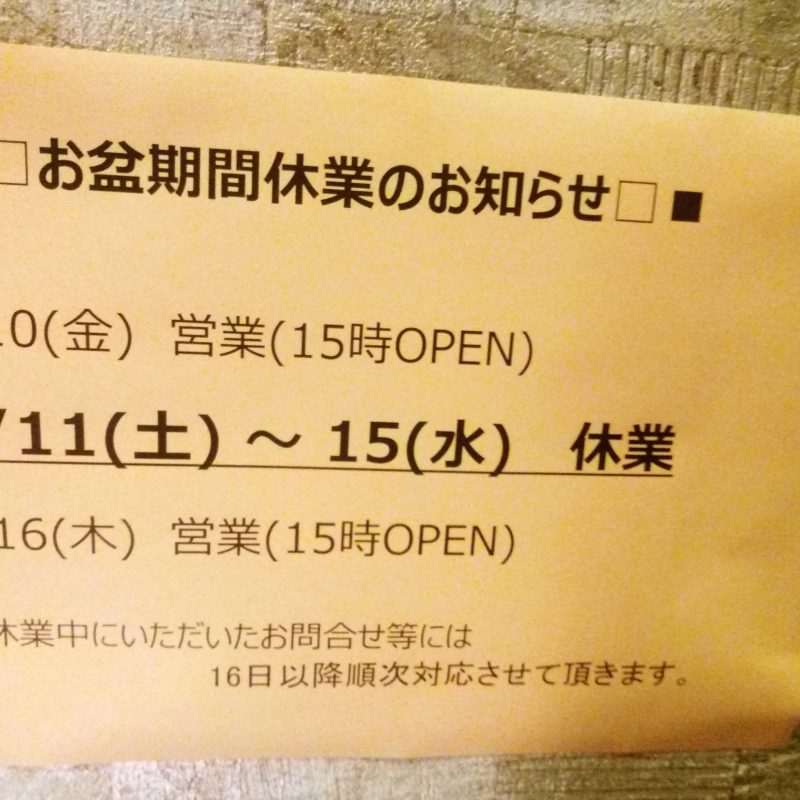 □お盆期間休業のお知らせ□■
10(金) 営業(15時OPEN)
/11(土) ～ 15(水) 休業
16(木) 営業(15時OPEN)
休業中にいただいたお問合せ等には
16日以降順次対応させて頂きます。